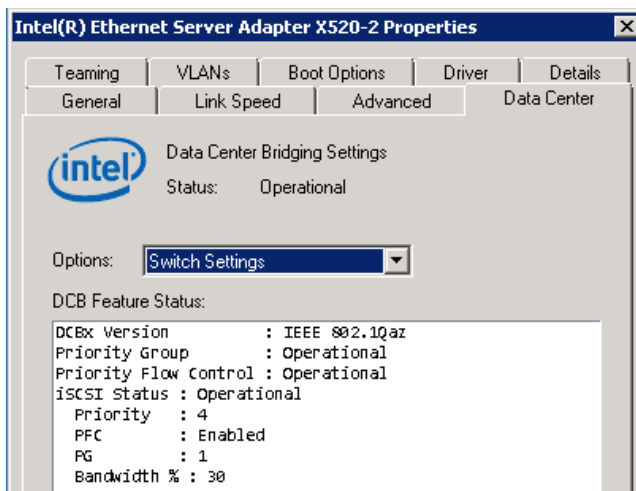 Intel(R) Ethernet Server Adapter X520-2 Properties
Teaming VLANs Boot Options Driver Details
General Link Speed Advanced Data Center
intel
Data Center Bridging Settings
Status: Operational
Options: Switch Settings
DCB Feature Status:
DCBx Version : IEEE 802.1Qaz
Priority Group : Operational
Priority Flow Control : Operational
iSCSI Status : Operational
Priority : 4
PFC : Enabled
PG : 1
Bandwidth % : 30